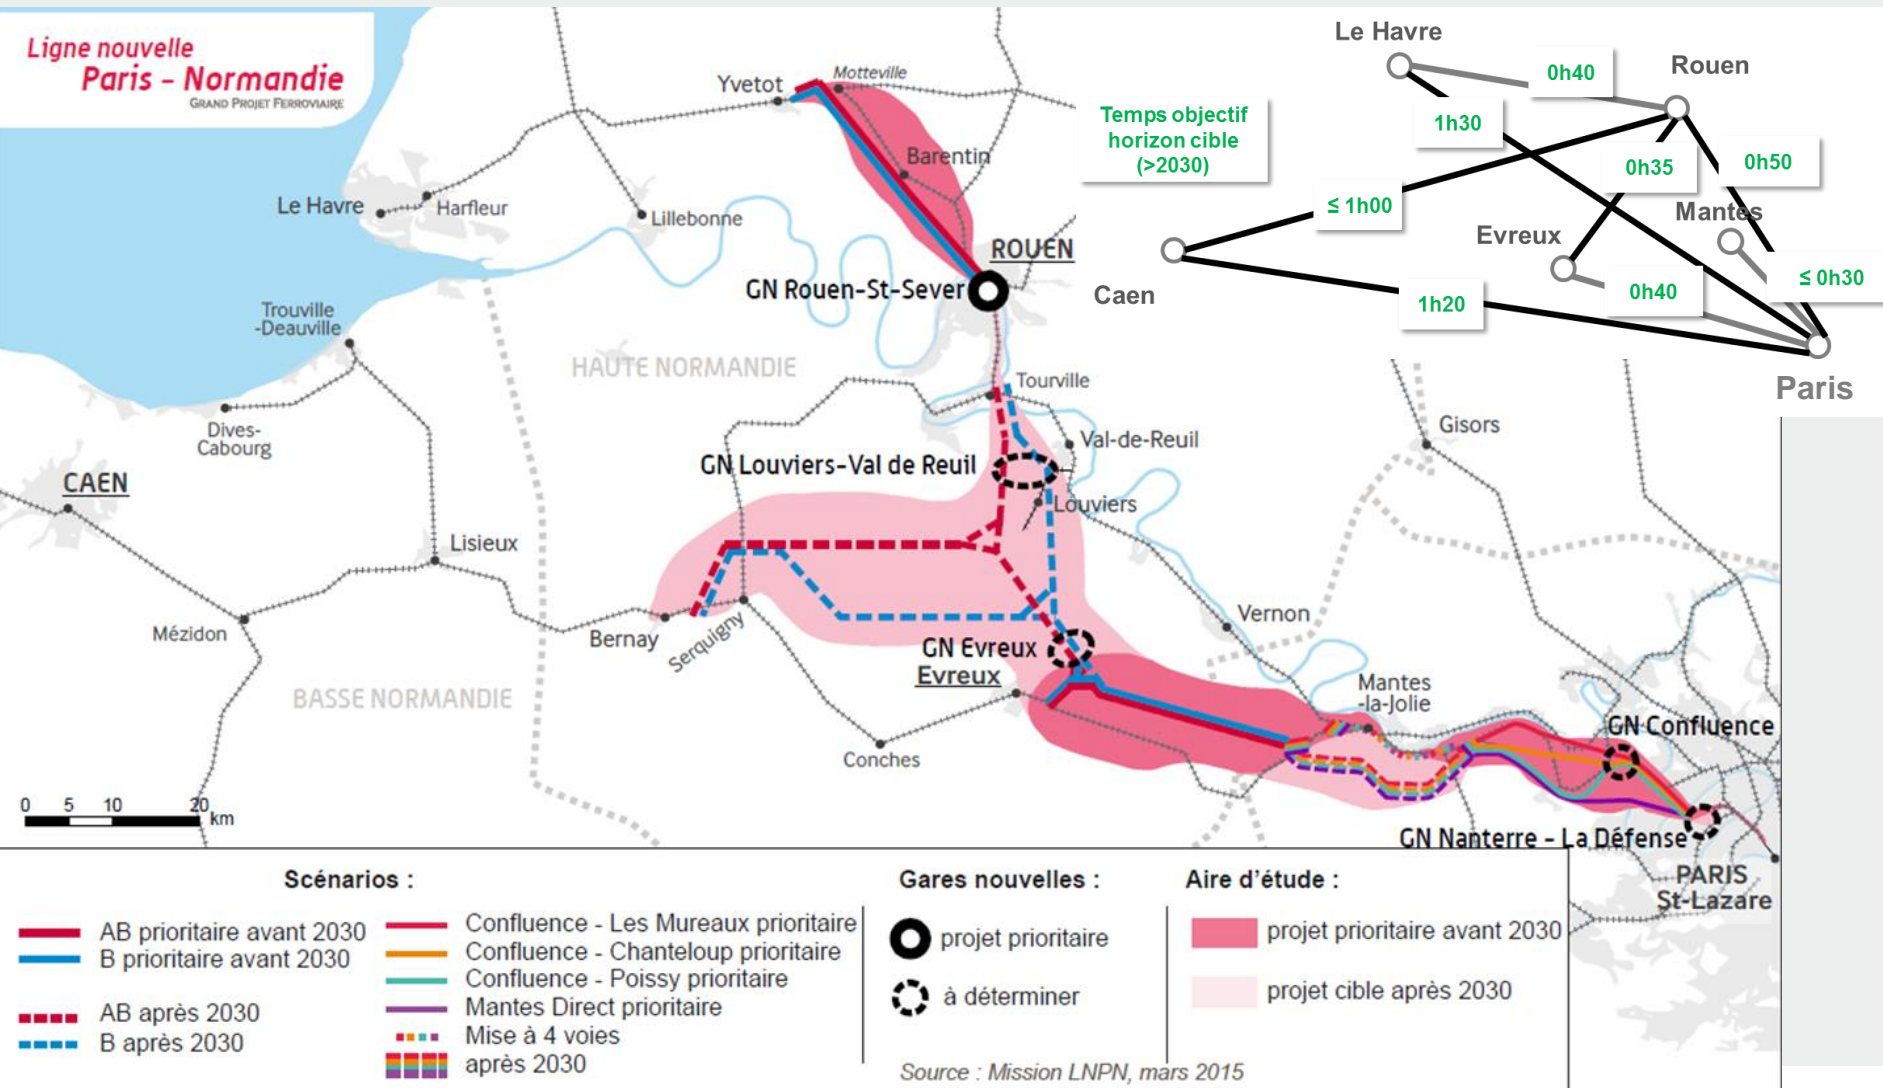 Ligne nouvelle
Paris - Normandie
GRAND PROJET FERROVIAIRE
Le Havre
Rouen
0h40
1h30
0h35
0h50
≤ 1h00
Mantes
Evreux
Caen
0h40
1h20
≤ 0h30
Paris
Temps objectif
horizon cible
(>2030)
Yvetot
Motteville
Barentin
Le Havre
Harfleur
Lillebonne
ROUEN
GN Rouen-St-Sever
Trouville
-Deauville
HAUTE NORMANDIE
Tourville
Dives-
Cabourg
Val-de-Reuil
Gisors
GN Louviers-Val de Reuil
CAEN
Louviers
Lisieux
Vernon
Mézidon
Bernay
Serquigny
GN Evreux
Evreux
BASSE NORMANDIE
Mantes
-la-Jolie
GN Confluence
Conches
0 5 10 20
km
GN Nanterre - La Défense
PARIS
St-Lazare
Scénarios :
AB prioritaire avant 2030
B prioritaire avant 2030
AB après 2030
B après 2030
Confluence - Les Mureaux prioritaire
Confluence - Chanteloup prioritaire
Confluence - Poissy prioritaire
Mantes Direct prioritaire
Mise à 4 voies
après 2030
Gares nouvelles :
projet prioritaire
à déterminer
Aire d'étude :
projet prioritaire avant 2030
projet cible après 2030
Source : Mission LNPN, mars 2015